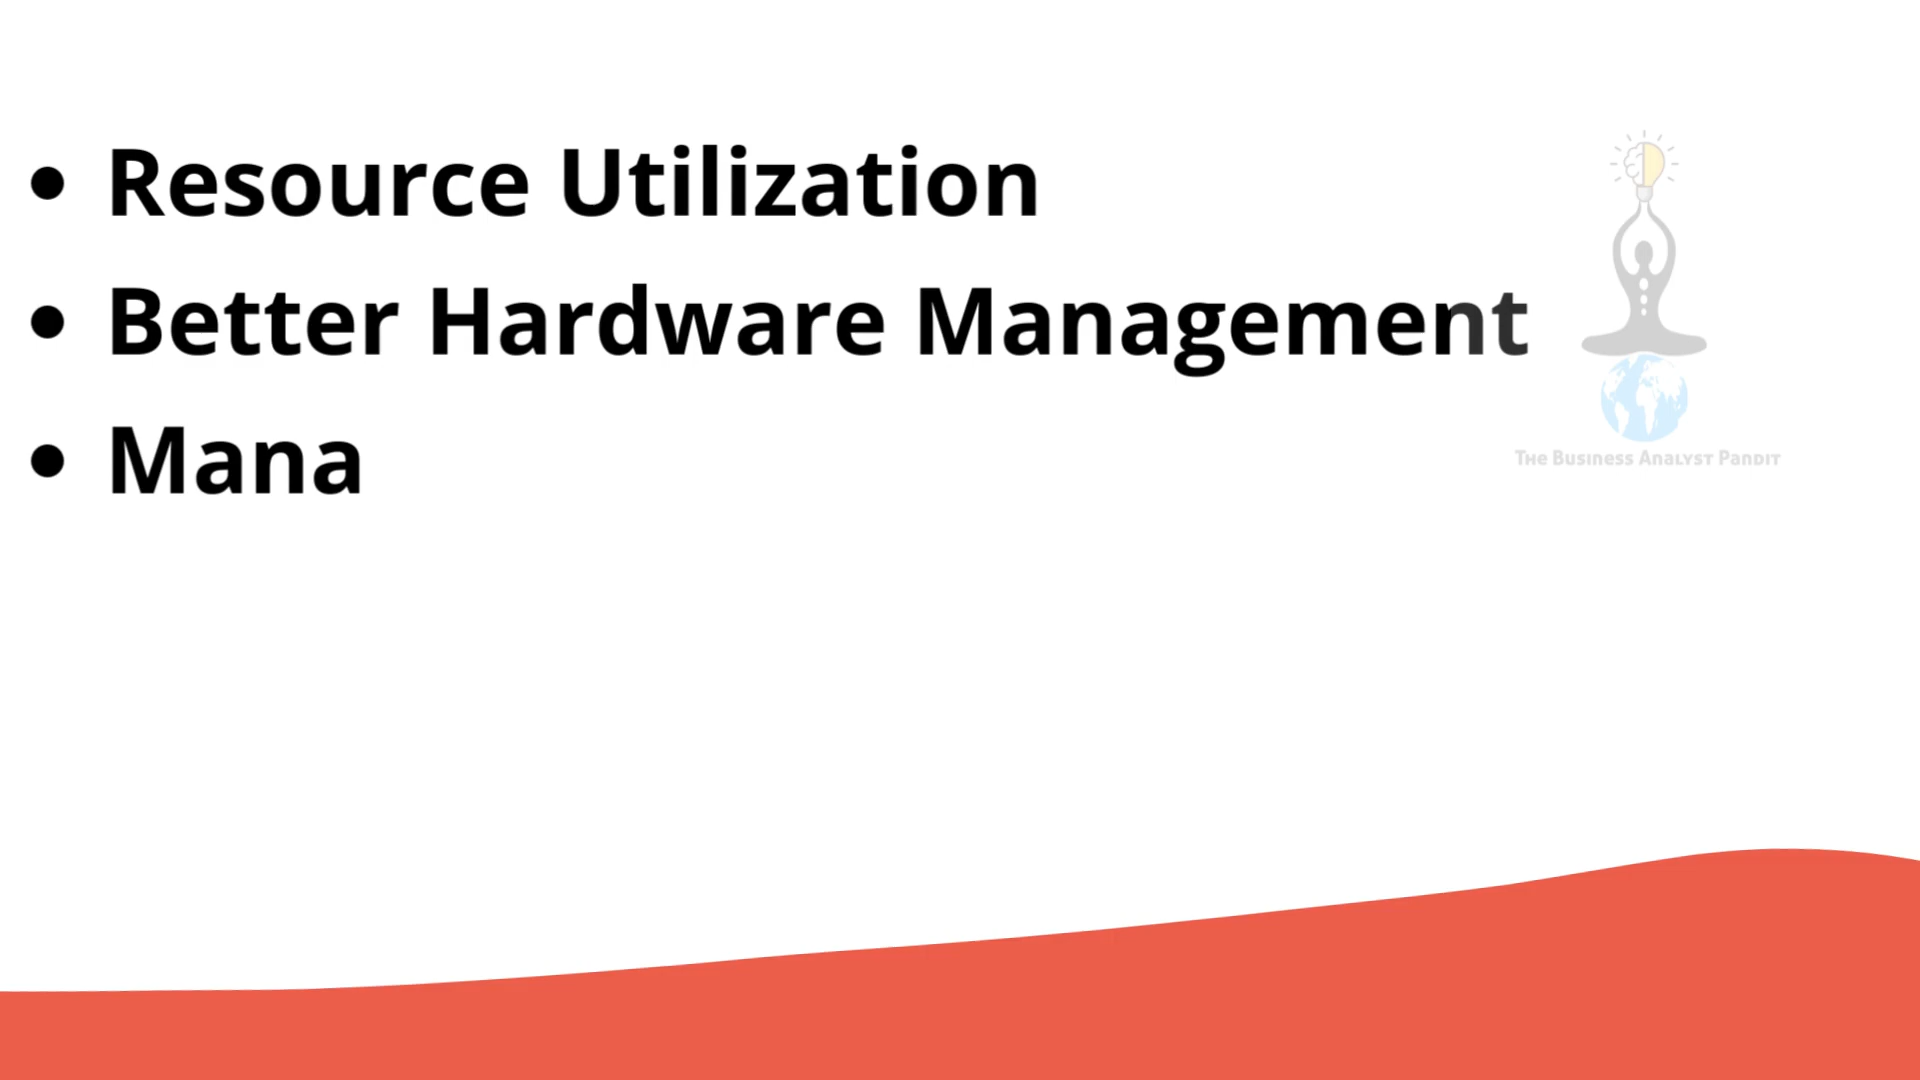 • Resource Utilization
• Better Hardware Management
• Mana
The Business Analyst Pandit